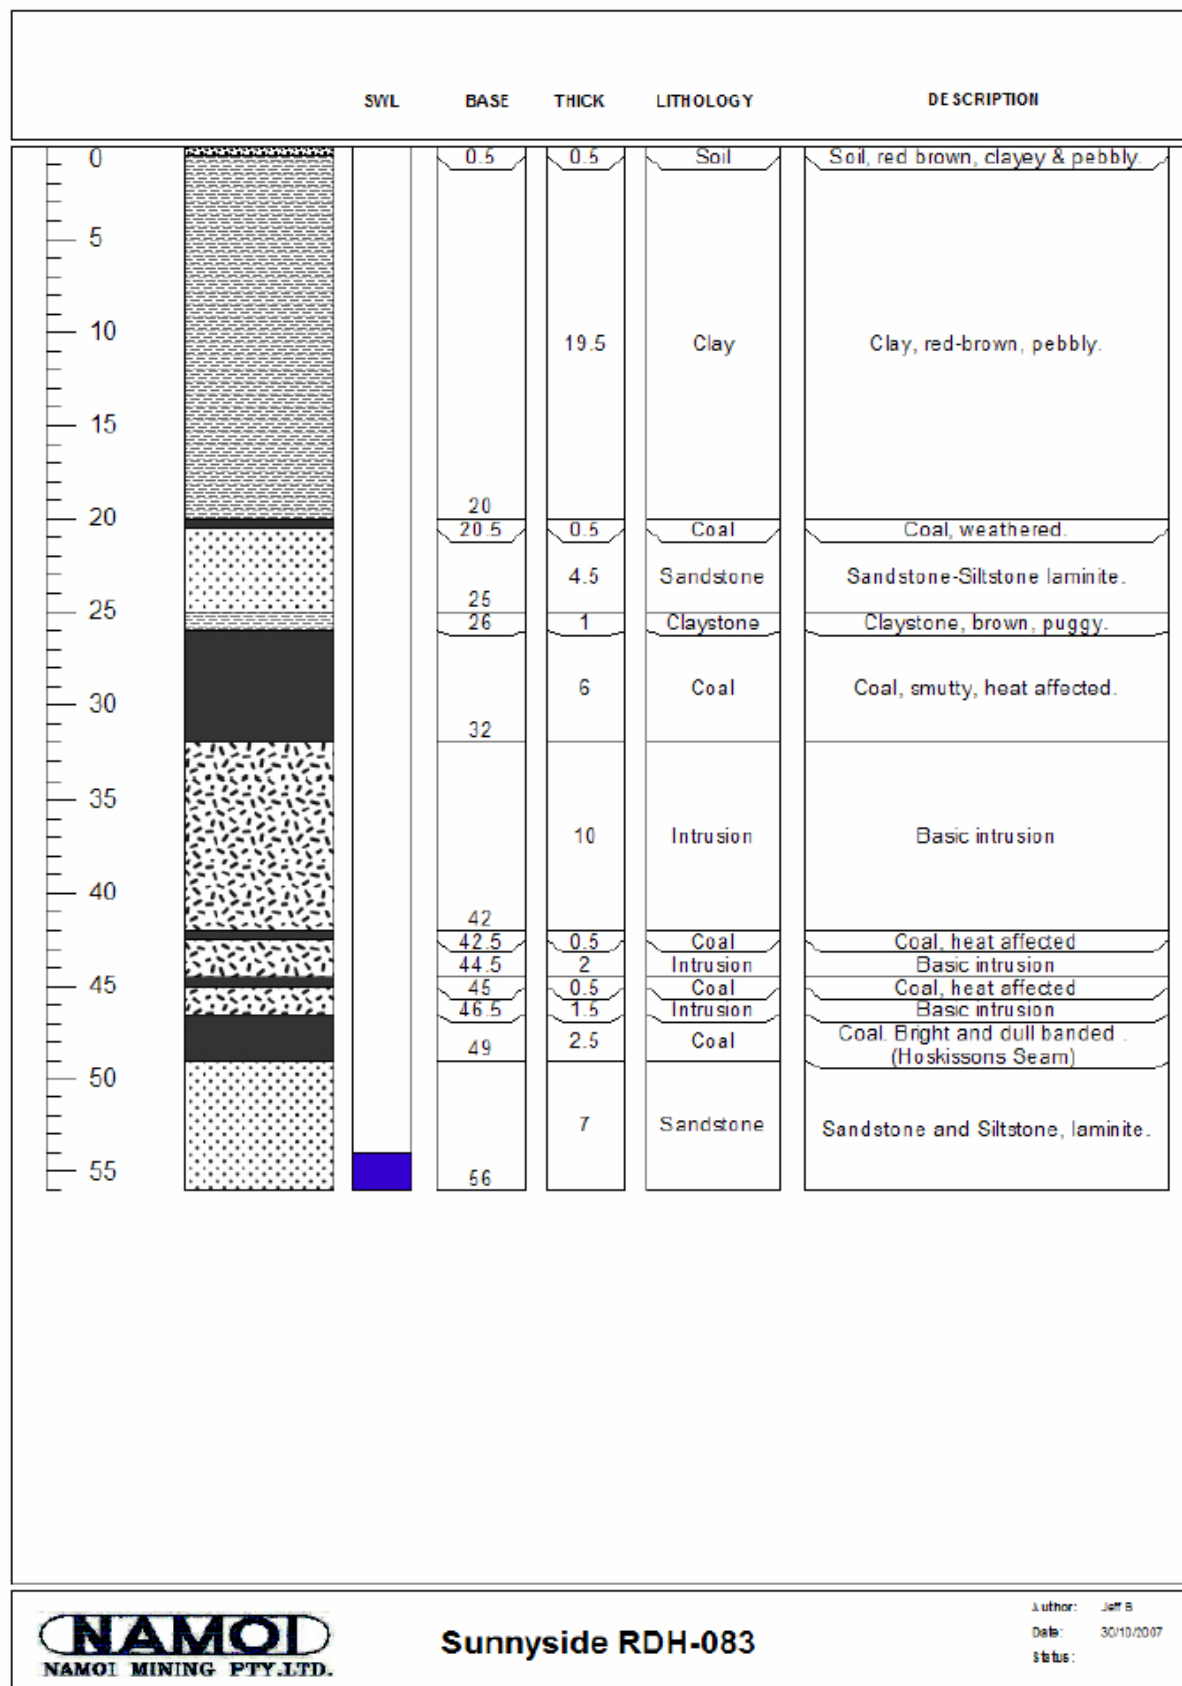 SWL BASE THICK LITHOLOGY DESCRIPTION
0 0.5 0.5 Soil Soil, red brown, clayey & pebbly.
5
10
19.5 Clay Clay, red-brown, pebbly.
15
20
20
20.5 0.5 Coal Coal, weathered.
4.5 Sandstone Sandstone-Siltstone laminite.
25
25
26 1 Claystone Claystone, brown, puggy.
6 Coal Coal, smutty, heat affected.
30
32
35
10 Intrusion Basic intrusion
40
42
42.5 0.5 Coal Coal, heat affected
44.5 2 Intrusion Basic intrusion
45 45 0.5 Coal Coal, heat affected
46.5 1.5 Intrusion Basic intrusion
49 2.5 Coal Coal. Bright and dull banded .
(Hoskissons Seam)
50
7 Sandstone Sandstone and Siltstone, laminite.
55
56
NAMOI
NAMOI MINING PTY.LTD.
Sunnyside RDH-083
Author: Jeff B
Date: 30/10/2007
Status: